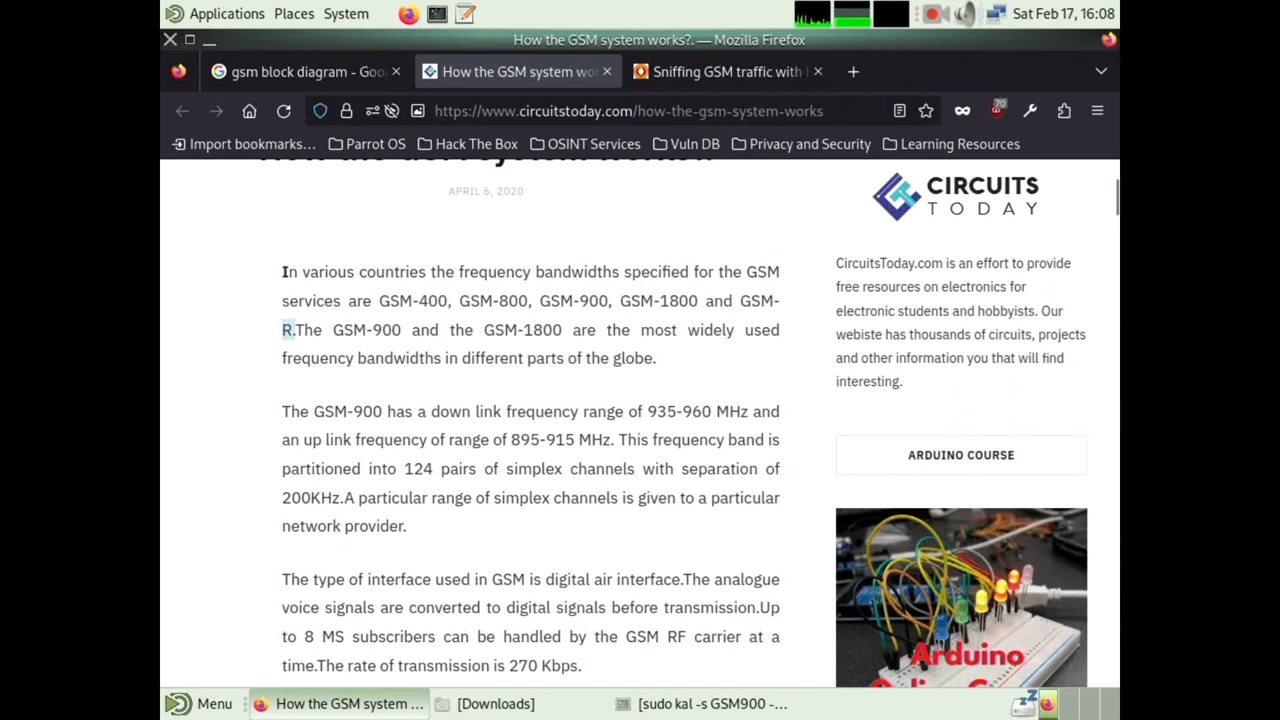 Applications Places System
Sat Feb 17, 16:08
How the GSM system works?. — Mozilla Firefox
gsm block diagram - Goo
How the GSM system wor
Sniffing GSM traffic with
https://www.circuitstoday.com/how-the-gsm-system-works
70
Import bookmarks... Parrot OS Hack The Box OSINT Services Vuln DB Privacy and Security Learning Resources
How the GSM system works?.
APRIL 6, 2020
In various countries the frequency bandwidths specified for the GSM
services are GSM-400, GSM-800, GSM-900, GSM-1800 and GSM-
R.The GSM-900 and the GSM-1800 are the most widely used
frequency bandwidths in different parts of the globe.
The GSM-900 has a down link frequency range of 935-960 MHz and
an up link frequency of range of 895-915 MHz. This frequency band is
partitioned into 124 pairs of simplex channels with separation of
200KHz.A particular range of simplex channels is given to a particular
network provider.
The type of interface used in GSM is digital air interface.The analogue
voice signals are converted to digital signals before transmission.Up
to 8 MS subscribers can be handled by the GSM RF carrier at a
time.The rate of transmission is 270 Kbps.
CIRCUITS
TODAY
CircuitsToday.com is an effort to provide
free resources on electronics for
electronic students and hobbyists. Our
webiste has thousands of circuits, projects
and other information you that will find
interesting.
ARDUINO COURSE
Arduino
Menu
How the GSM system ...
[Downloads]
[sudo kal -s GSM900 -...